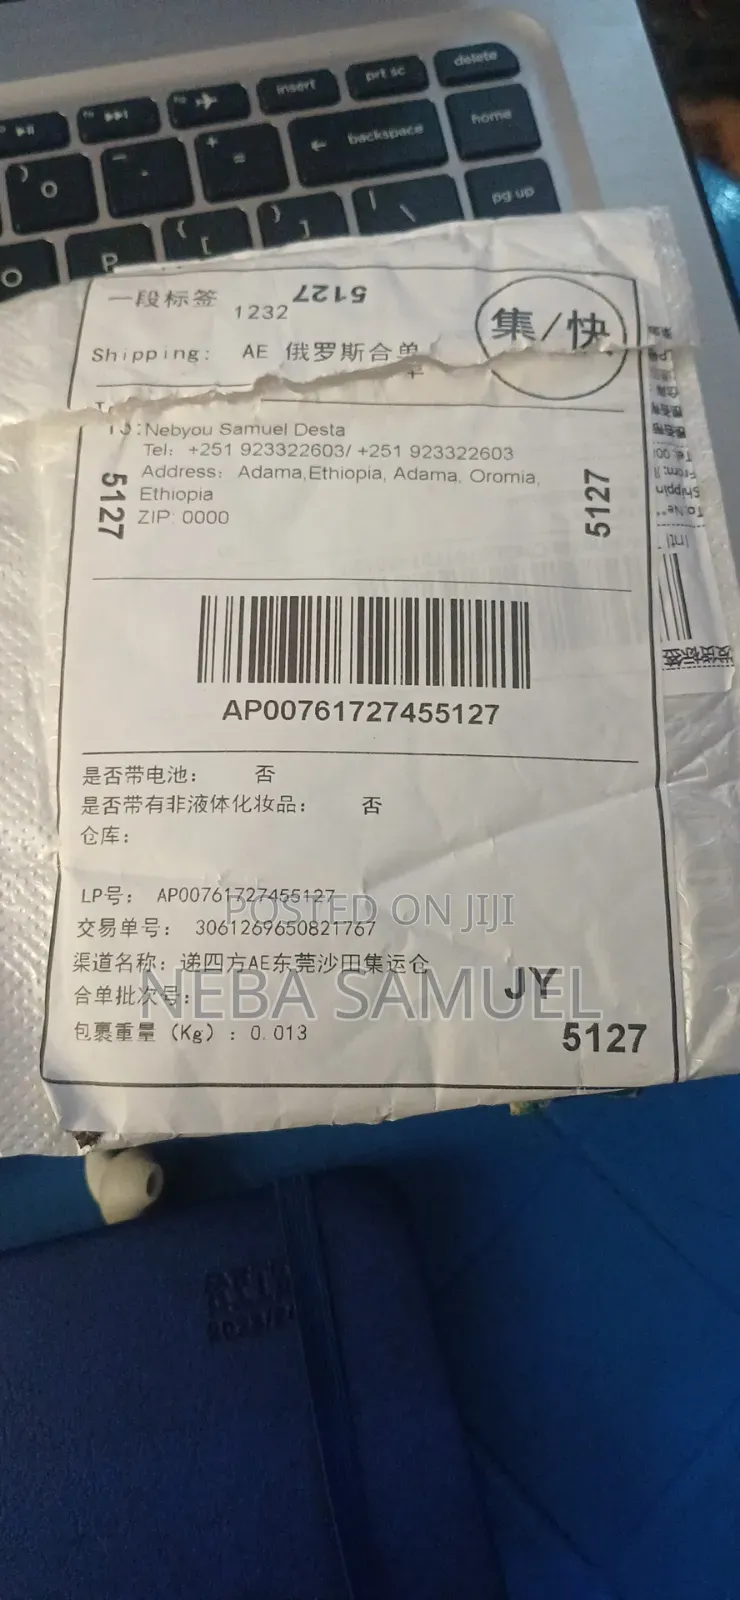 insert
prt sc
delete
backspace
home
pg up
O
P
一段标签 1232 5127
集/快
Shipping: AE 俄罗斯合单
TO:Nebyou Samuel Desta
Tel: +251 923322603/ +251 923322603
Address: Adama,Ethiopia, Adama, Oromia,
Ethiopia
ZIP: 0000
5127
5127
AP00761727455127
是否带电池: 否
是否带有非液体化妆品: 否
仓库:
LP号: AP00761727455127
交易单号: 3061269650821767
渠道名称: 递四方AE东莞沙田集运仓
合单批次号:
包裹重量 (Kg) : 0.013
JY
5127
POSTED ON JIJI
NEBA SAMUEL